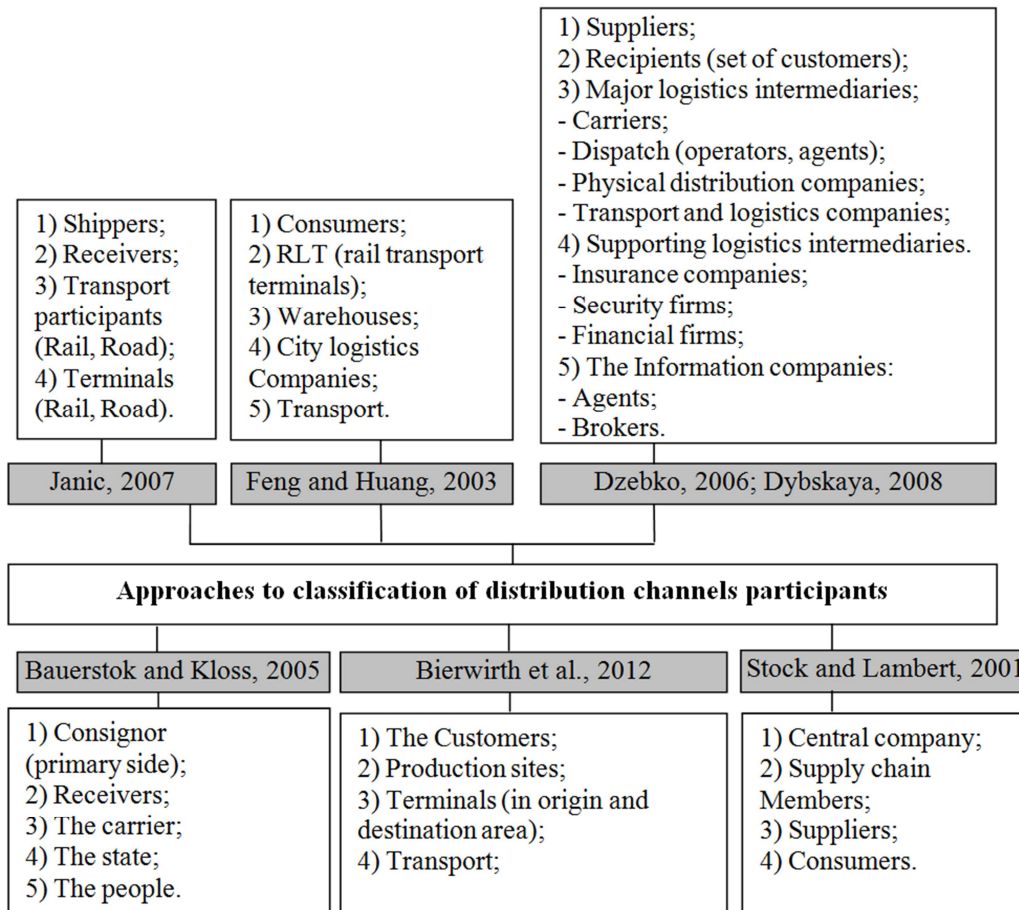 1) Shippers;
2) Receivers;
3) Transport
participants
(Rail, Road);
4) Terminals
(Rail, Road).
Janic, 2007
1) Consumers;
2) RLT (rail transport
terminals);
3) Warehouses;
4) City logistics
Companies;
5) Transport.
Feng and Huang, 2003
1) Suppliers;
2) Recipients (set of customers);
3) Major logistics intermediaries;
- Carriers;
- Dispatch (operators, agents);
- Physical distribution companies;
- Transport and logistics companies;
4) Supporting logistics intermediaries.
- Insurance companies;
- Security firms;
- Financial firms;
5) The Information companies:
- Agents;
- Brokers.
Dzebko, 2006; Dybskaya, 2008
Approaches to classification of distribution channels participants
Bauerstok and Kloss, 2005
1) Consignor
(primary side);
2) Receivers;
3) The carrier;
4) The state;
5) The people.
Bierwirth et al., 2012
1) The Customers;
2) Production sites;
3) Terminals (in origin and
destination area);
4) Transport;
Stock and Lambert, 2001
1) Central company;
2) Supply chain
Members;
3) Suppliers;
4) Consumers.